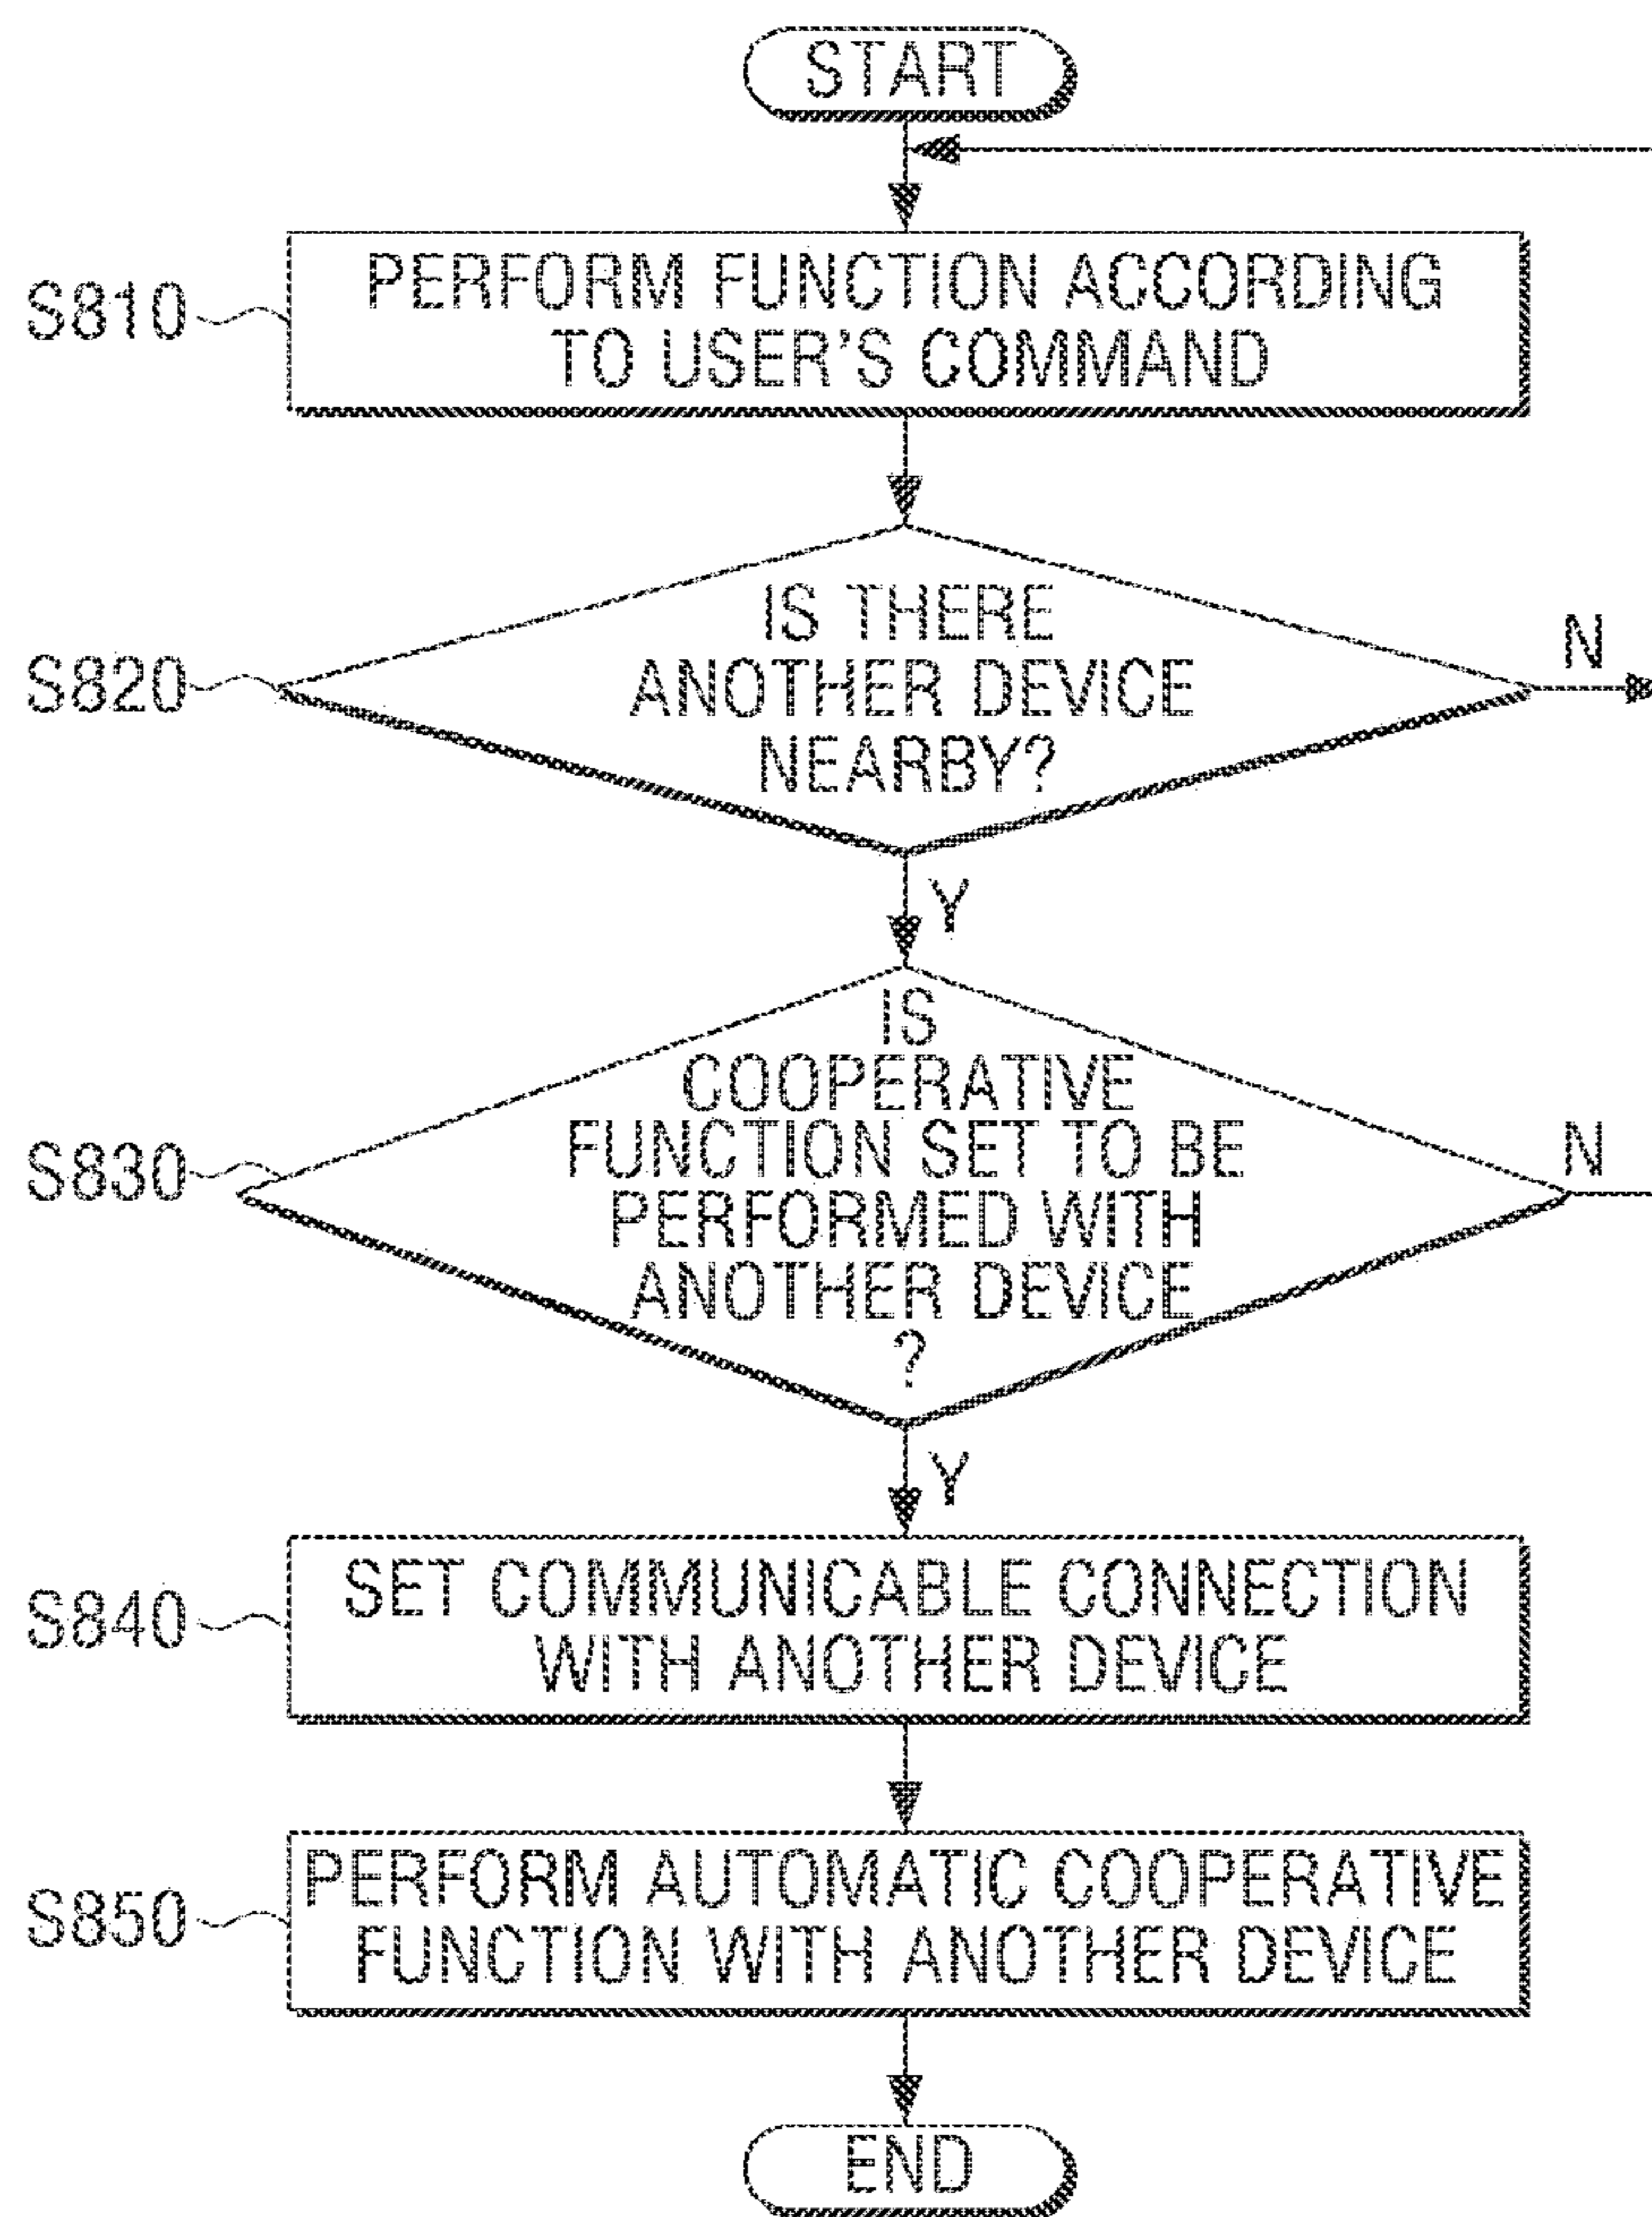 START
S810
PERFORM FUNCTION ACCORDING
TO USER'S COMMAND
S820
IS THERE
ANOTHER DEVICE
NEARBY?
N
Y
S830
IS
COOPERATIVE
FUNCTION SET TO BE
PERFORMED WITH
ANOTHER DEVICE
?
N
Y
S840
SET COMMUNICABLE CONNECTION
WITH ANOTHER DEVICE
S850
PERFORM AUTOMATIC COOPERATIVE
FUNCTION WITH ANOTHER DEVICE
END